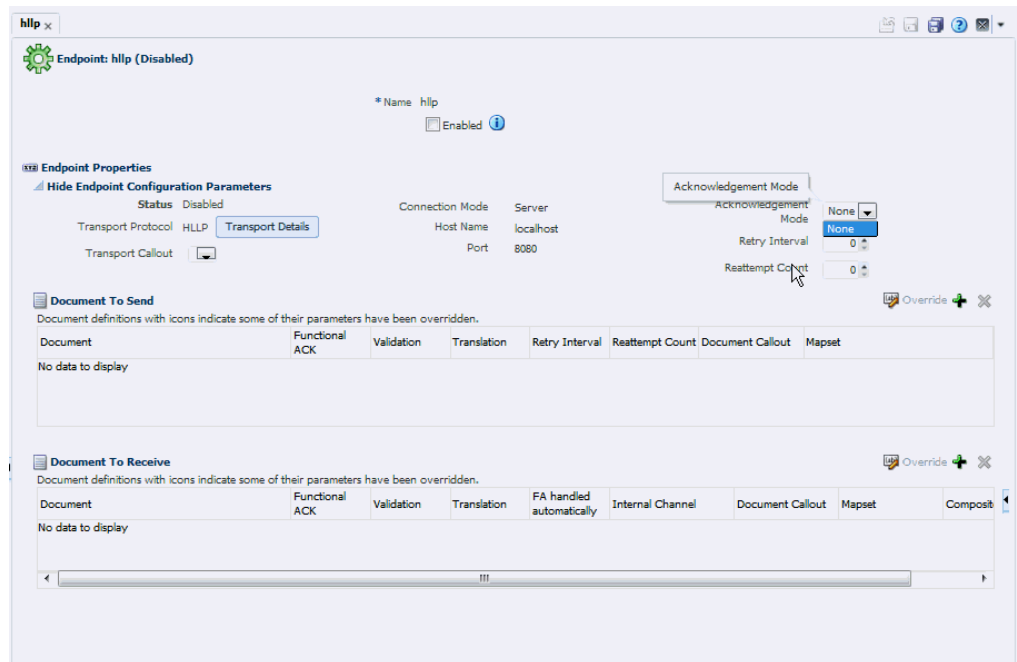 hllp
Endpoint: hllp (Disabled)
* Name hllp
Enabled
Endpoint Properties
Hide Endpoint Configuration Parameters
Acknowledgement Mode
Status Disabled
Connection Mode Server
Acknowledgement Mode None
None
Transport Protocol HLLP Transport Details
Host Name localhost
Retry Interval 0
Transport Callout
Port 8080
Reattempt Count 0
Document To Send
Override
Document definitions with icons indicate some of their parameters have been overridden.
Document Functional ACK Validation Translation Retry Interval Reattempt Count Document Callout Mapset
No data to display
Document To Receive
Override
Document definitions with icons indicate some of their parameters have been overridden.
Document Functional ACK Validation Translation FA handled automatically Internal Channel Document Callout Mapset Composit
No data to display